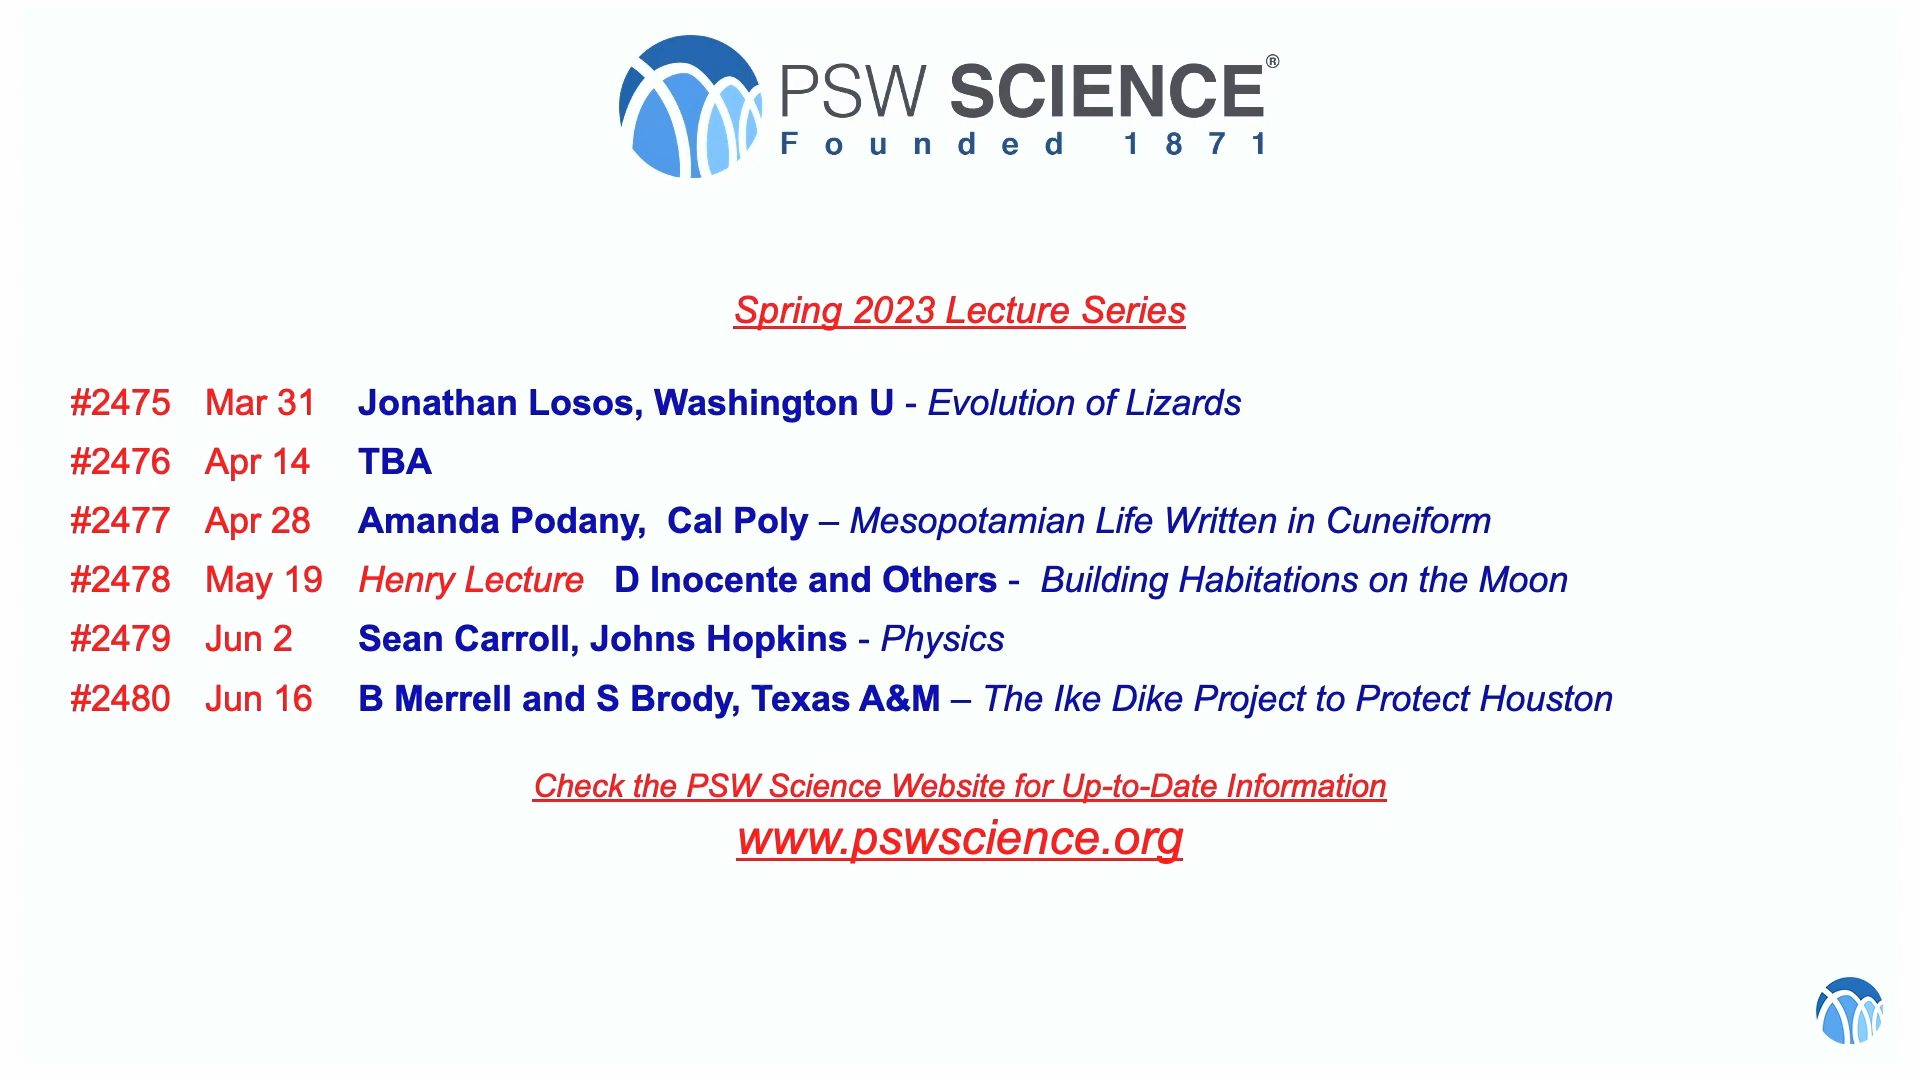 PSW SCIENCE®
Founded 1871
Spring 2023 Lecture Series
#2475 Mar 31 Jonathan Losos, Washington U - Evolution of Lizards
#2476 Apr 14 TBA
#2477 Apr 28 Amanda Podany, Cal Poly – Mesopotamian Life Written in Cuneiform
#2478 May 19 Henry Lecture D Inocente and Others - Building Habitations on the Moon
#2479 Jun 2 Sean Carroll, Johns Hopkins - Physics
#2480 Jun 16 B Merrell and S Brody, Texas A&M – The Ike Dike Project to Protect Houston
Check the PSW Science Website for Up-to-Date Information
www.pswscience.org